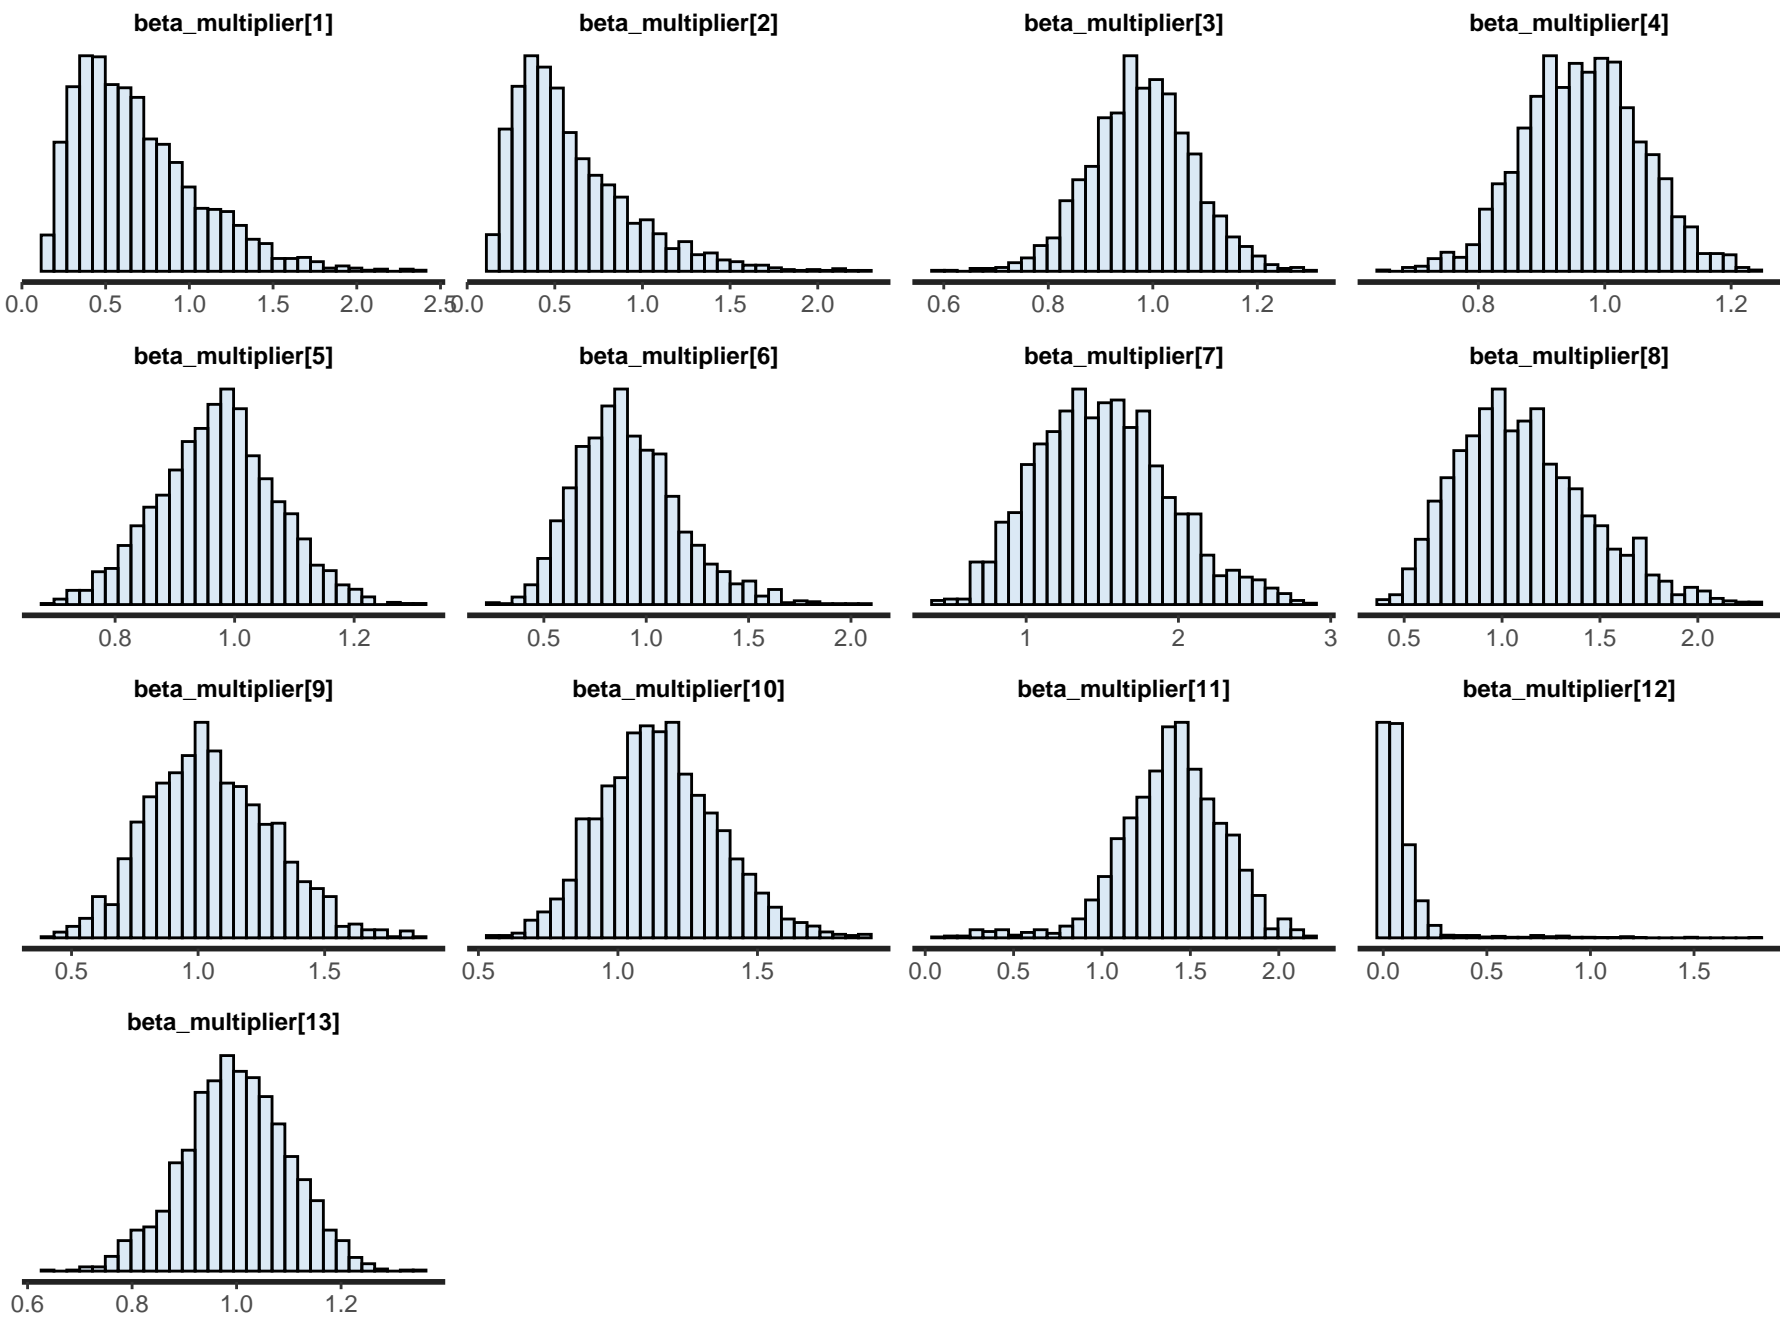 beta_multiplier[1] beta_multiplier[2] beta_multiplier[3] beta_multiplier[4]
0.0 0.5 1.0 1.5 2.0 2.5 0.0 0.5 1.0 1.5 2.0 0.6 0.8 1.0 1.2 0.8 1.0 1.2
beta_multiplier[5] beta_multiplier[6] beta_multiplier[7] beta_multiplier[8]
0.8 1.0 1.2 0.5 1.0 1.5 2.0 1 2 3 0.5 1.0 1.5 2.0
beta_multiplier[9] beta_multiplier[10] beta_multiplier[11] beta_multiplier[12]
0.5 1.0 1.5 0.5 1.0 1.5 0.0 0.5 1.0 1.5 2.0 0.0 0.5 1.0 1.5
beta_multiplier[13]
0.6 0.8 1.0 1.2